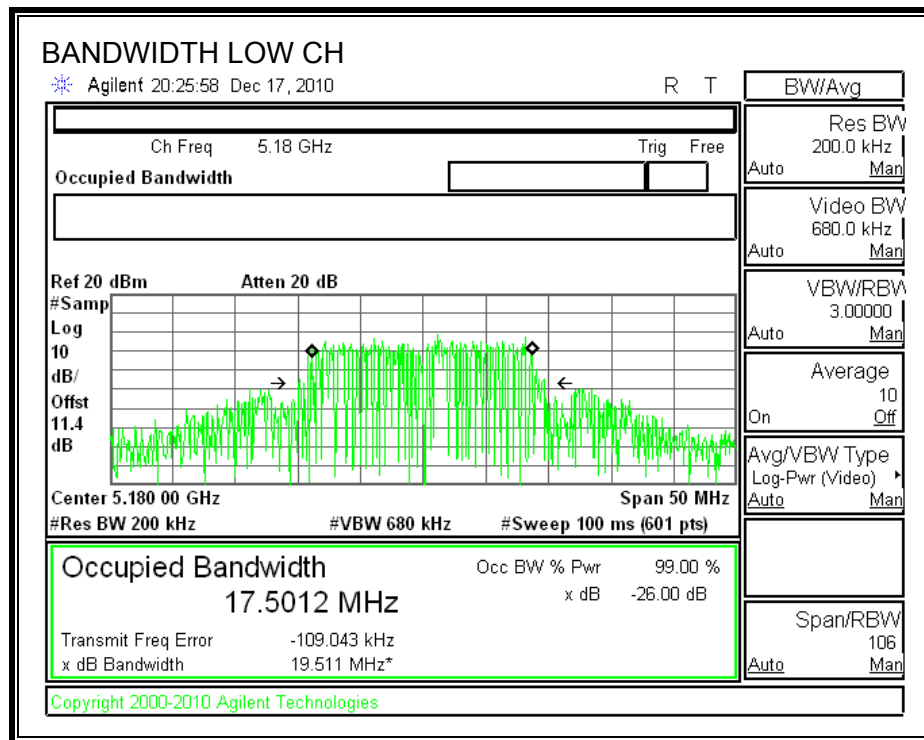 BANDWIDTH LOW CH
Agilent 20:25:58 Dec 17, 2010
R T
Ch Freq 5.18 GHz
Trig Free
Occupied Bandwidth
Ref 20 dBm
Atten 20 dB
#Samp
Log
10
dB/
Offst
11.4
dB
Center 5.180 00 GHz
Span 50 MHz
#Res BW 200 kHz
#VBW 680 kHz
#Sweep 100 ms (601 pts)
Occupied Bandwidth
17.5012 MHz
Occ BW % Pwr 99.00 %
x dB -26.00 dB
Transmit Freq Error -109.043 kHz
x dB Bandwidth 19.511 MHz*
Copyright 2000-2010 Agilent Technologies
BW/Avg
Res BW
200.0 kHz
Auto Man
Video BW
680.0 kHz
Auto Man
VBW/RBW
3.00000
Auto Man
Average
10
On Off
Avg/VBW Type
Log-Pwr (Video)
Auto Man
Span/RBW
106
Auto Man